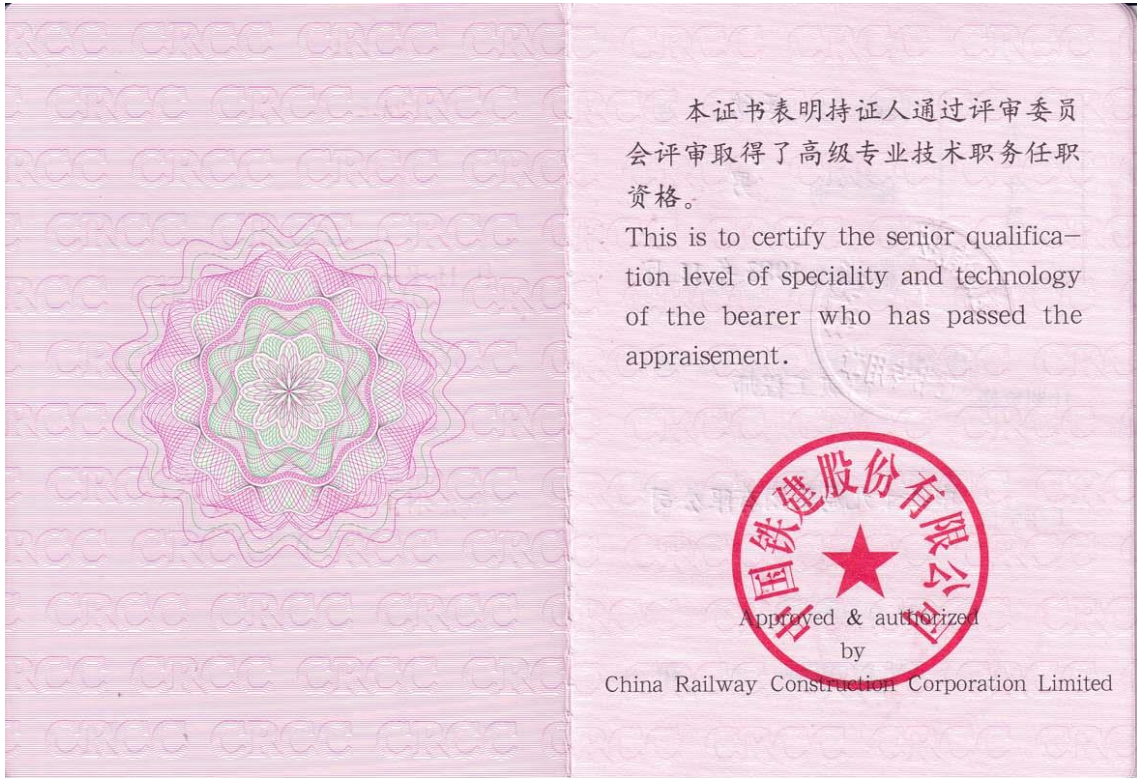 本证书表明持证人通过评审委员
会评审取得了高级专业技术职务任职
资格。
This is to certify the senior qualifica-
tion level of speciality and technology
of the bearer who has passed the
appraisement.
中国铁建股份有限公司
Approved & authorized
by
China Railway Construction Corporation Limited
CRCC